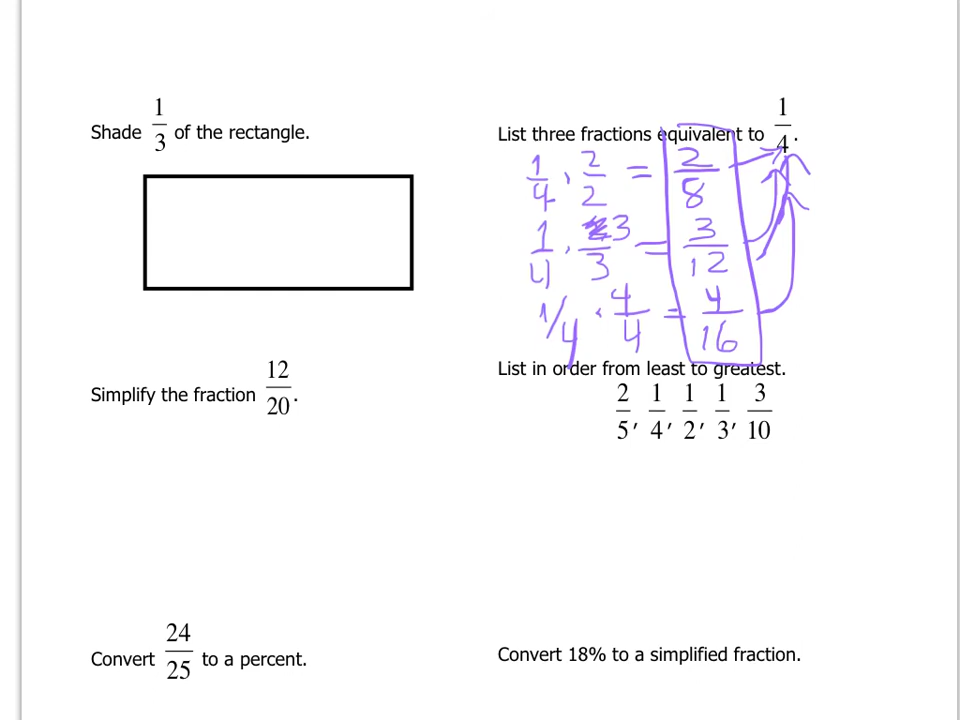 Shade 1/3 of the rectangle.
List three fractions equivalent to 1/4.
1/4 · 2/2 = 2/8
1/4 · 3/3 = 3/12
1/4 · 4/4 = 4/16
Simplify the fraction 12/20.
List in order from least to greatest.
2/5, 1/4, 1/2, 1/3, 3/10
Convert 24/25 to a percent.
Convert 18% to a simplified fraction.